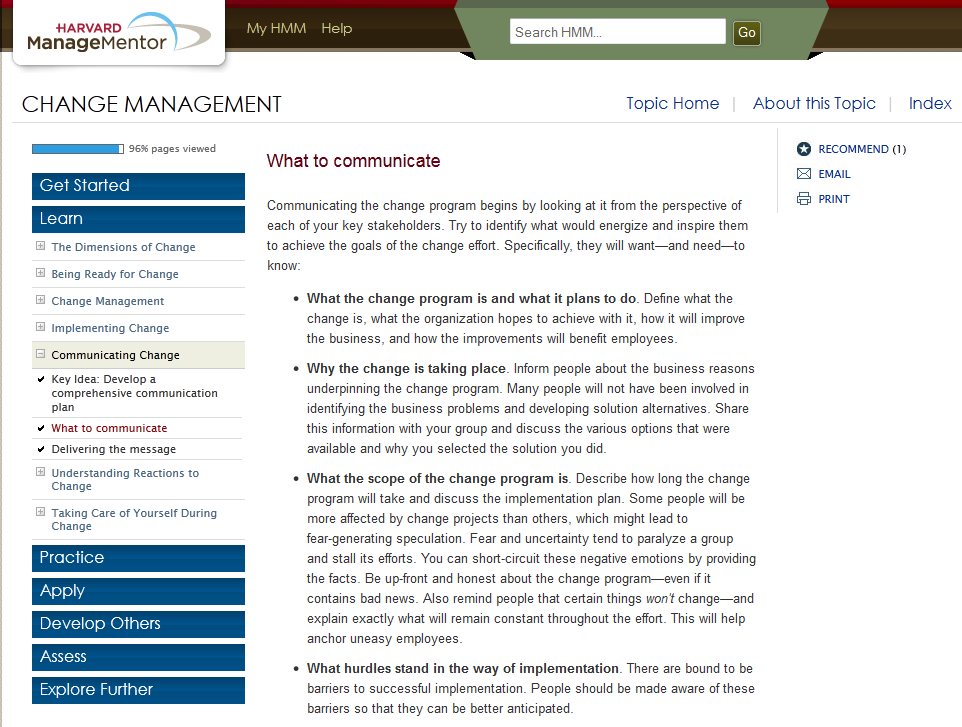 HARVARD
ManageMentor
My HMM Help
Search HMM... Go
CHANGE MANAGEMENT
Topic Home | About this Topic | Index
96% pages viewed
Get Started
Learn
The Dimensions of Change
Being Ready for Change
Change Management
Implementing Change
Communicating Change
Key Idea: Develop a
comprehensive communication
plan
What to communicate
Delivering the message
Understanding Reactions to
Change
Taking Care of Yourself During
Change
Practice
Apply
Develop Others
Assess
Explore Further
What to communicate
Communicating the change program begins by looking at it from the perspective of
each of your key stakeholders. Try to identify what would energize and inspire them
to achieve the goals of the change effort. Specifically, they will want—and need—to
know:
• What the change program is and what it plans to do. Define what the
change is, what the organization hopes to achieve with it, how it will improve
the business, and how the improvements will benefit employees.
• Why the change is taking place. Inform people about the business reasons
underpinning the change program. Many people will not have been involved in
identifying the business problems and developing solution alternatives. Share
this information with your group and discuss the various options that were
available and why you selected the solution you did.
• What the scope of the change program is. Describe how long the change
program will take and discuss the implementation plan. Some people will be
more affected by change projects than others, which might lead to
fear-generating speculation. Fear and uncertainty tend to paralyze a group
and stall its efforts. You can short-circuit these negative emotions by providing
the facts. Be up-front and honest about the change program—even if it
contains bad news. Also remind people that certain things won't change—and
explain exactly what will remain constant throughout the effort. This will help
anchor uneasy employees.
• What hurdles stand in the way of implementation. There are bound to be
barriers to successful implementation. People should be made aware of these
barriers so that they can be better anticipated.
RECOMMEND (1)
EMAIL
PRINT